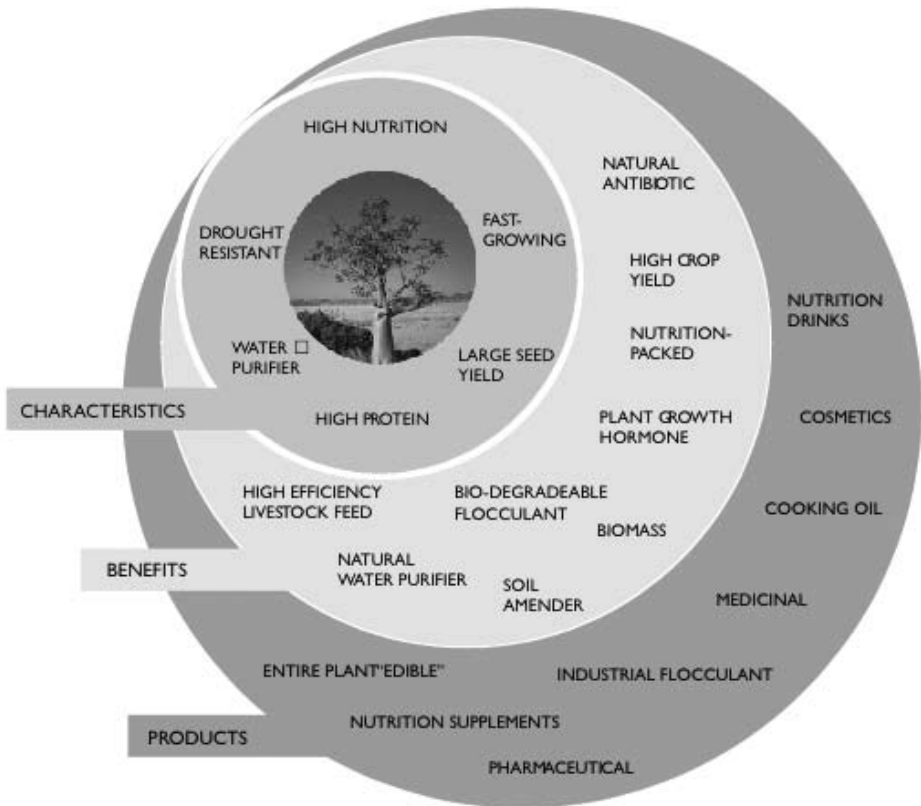 HIGH NUTRITION
DROUGHT
RESISTANT
FAST-
GROWING
WATER □
PURIFIER
LARGE SEED
YIELD
HIGH PROTEIN
CHARACTERISTICS
NATURAL
ANTIBIOTIC
HIGH CROP
YIELD
NUTRITION-
PACKED
PLANT GROWTH
HORMONE
HIGH EFFICIENCY
LIVESTOCK FEED
BIO-DEGRADEABLE
FLOCCULANT
BIOMASS
NATURAL
WATER PURIFIER
SOIL
AMENDER
BENEFITS
NUTRITION
DRINKS
COSMETICS
COOKING OIL
MEDICINAL
INDUSTRIAL FLOCCULANT
ENTIRE PLANT"EDIBLE"
NUTRITION SUPPLEMENTS
PHARMACEUTICAL
PRODUCTS